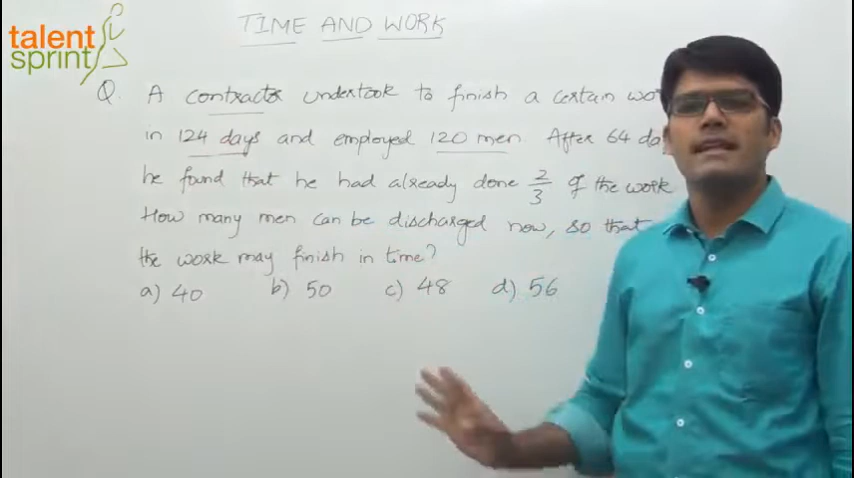 talent
sprint
TIME AND WORK
Q. A contractor undertook to finish a certain
in 124 days and employed 120 men. After 64
he found that he had already done 2/3 of the work
How many men can be discharged now, so that
the work may finish in time?
a) 40 b) 50 c) 48 d) 56